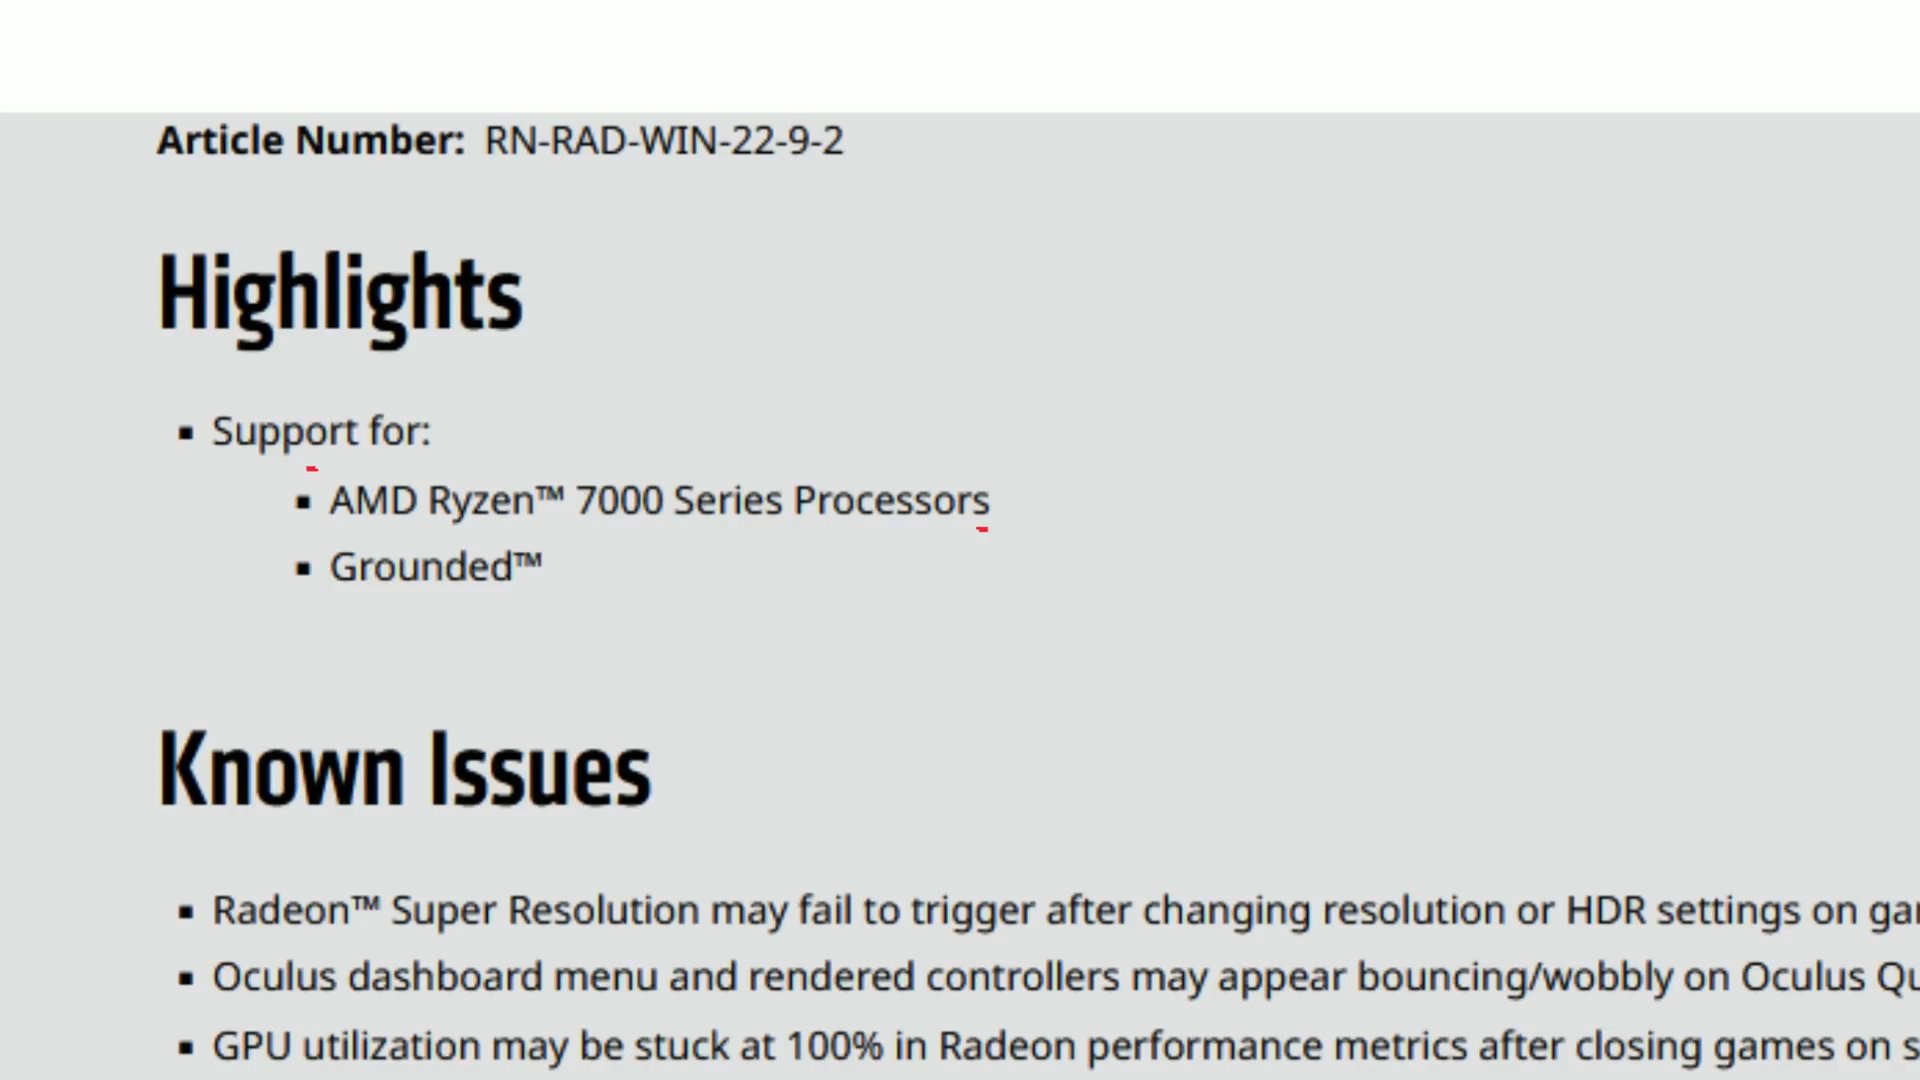 Article Number: RN-RAD-WIN-22-9-2
Highlights
Support for:
AMD Ryzen™ 7000 Series Processors
Grounded™
Known Issues
Radeon™ Super Resolution may fail to trigger after changing resolution or HDR settings on
Oculus dashboard menu and rendered controllers may appear bouncing/wobbly on Oculus
GPU utilization may be stuck at 100% in Radeon performance metrics after closing games on